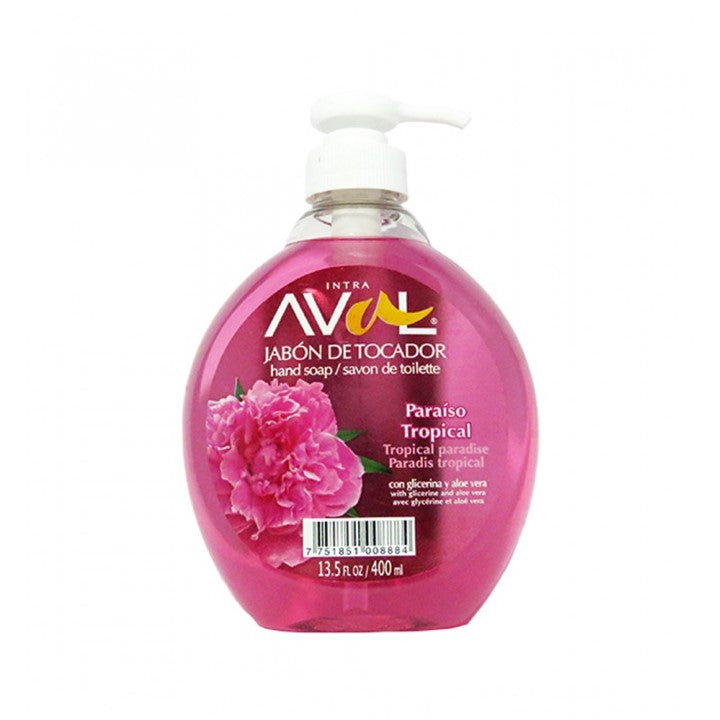 INTRA
AVAL®
JABÓN DE TOCADOR
hand soap / savon de toilette
Paraíso
Tropical
Tropical paradise
Paradis tropical
con glicerina y aloe vera
with glicerine and aloe vera
avec glycérine et aloé vera
7 751851 008884
13.5 FL OZ / 400 ml